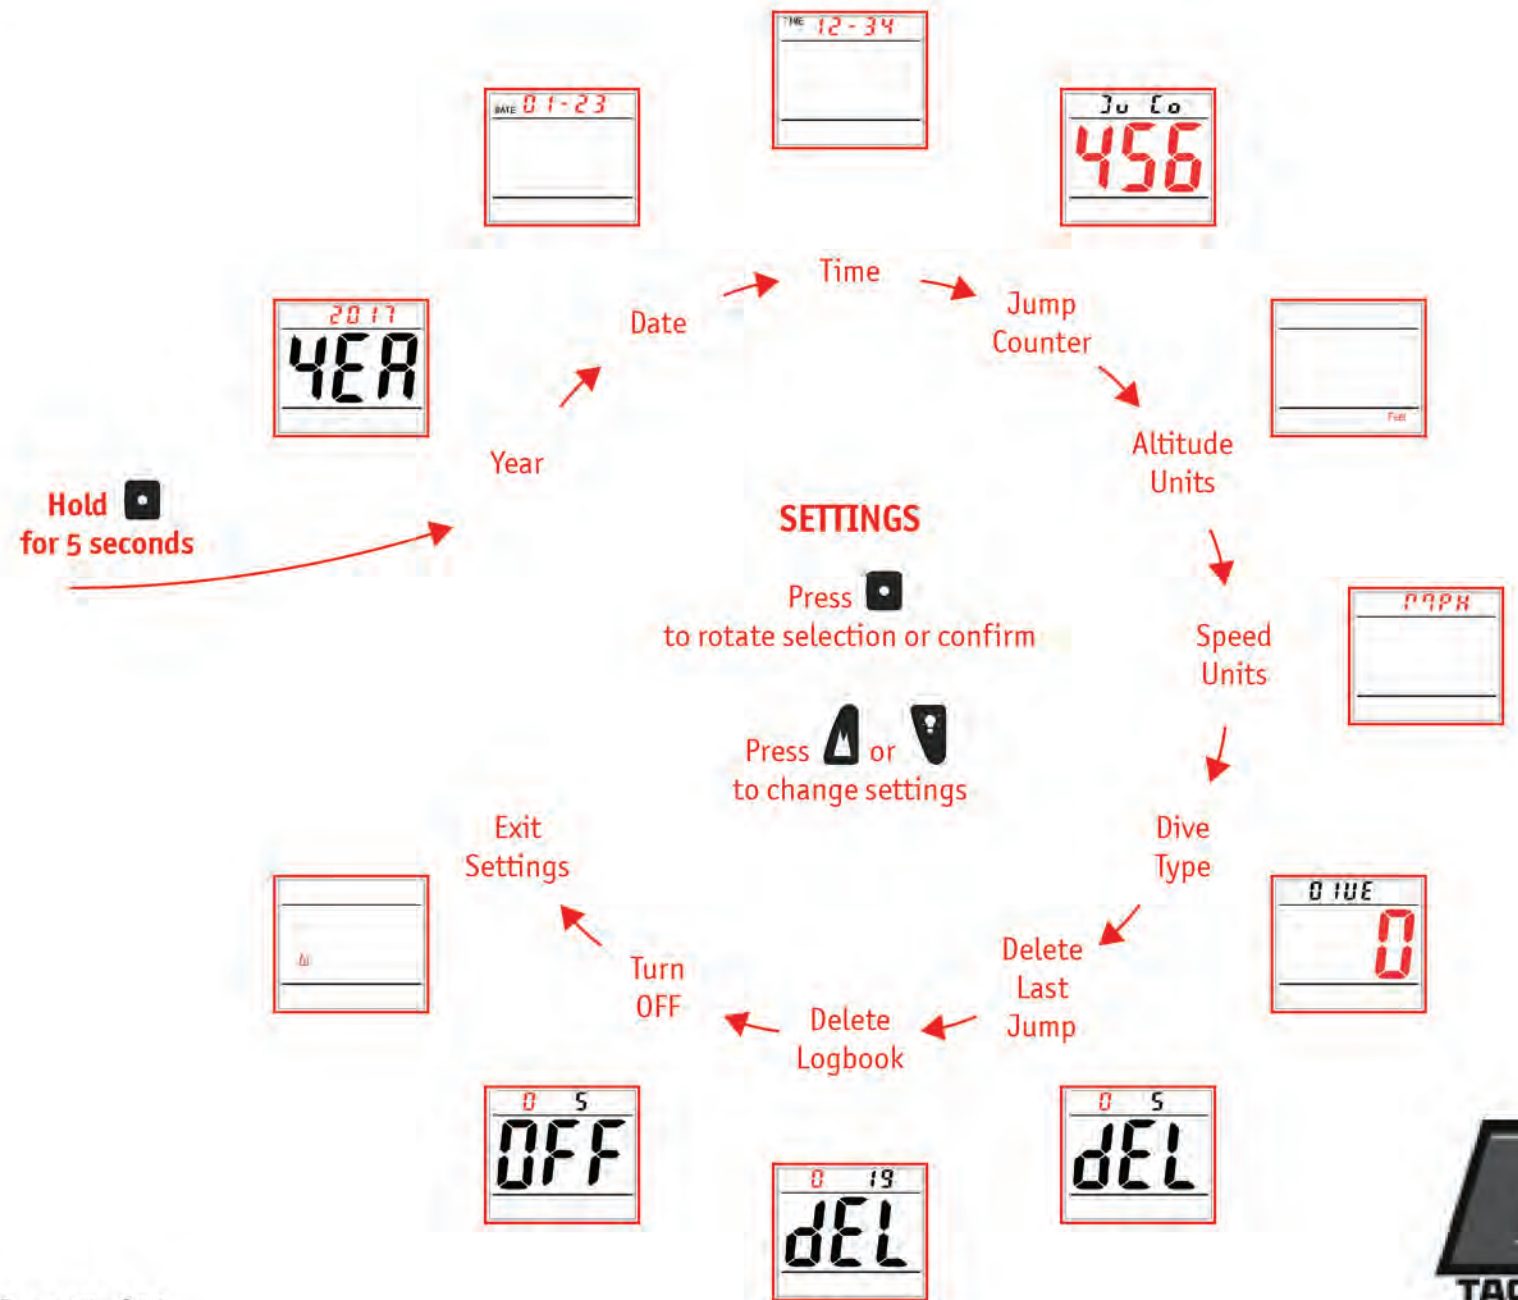 TIME 12-34
DATE 01-23
Ju Co
456
Time
Jump
Counter
Date
2017
YEA
Feet
Altitude
Units
Year
Hold
for 5 seconds
SETTINGS
Press
to rotate selection or confirm
MPH
Speed
Units
Press or
to change settings
Exit
Settings
Dive
Type
DIVE
0
Delete
Last
Jump
Turn
OFF
Delete
Logbook
0 5
OFF
0 5
dEL
0 19
dEL